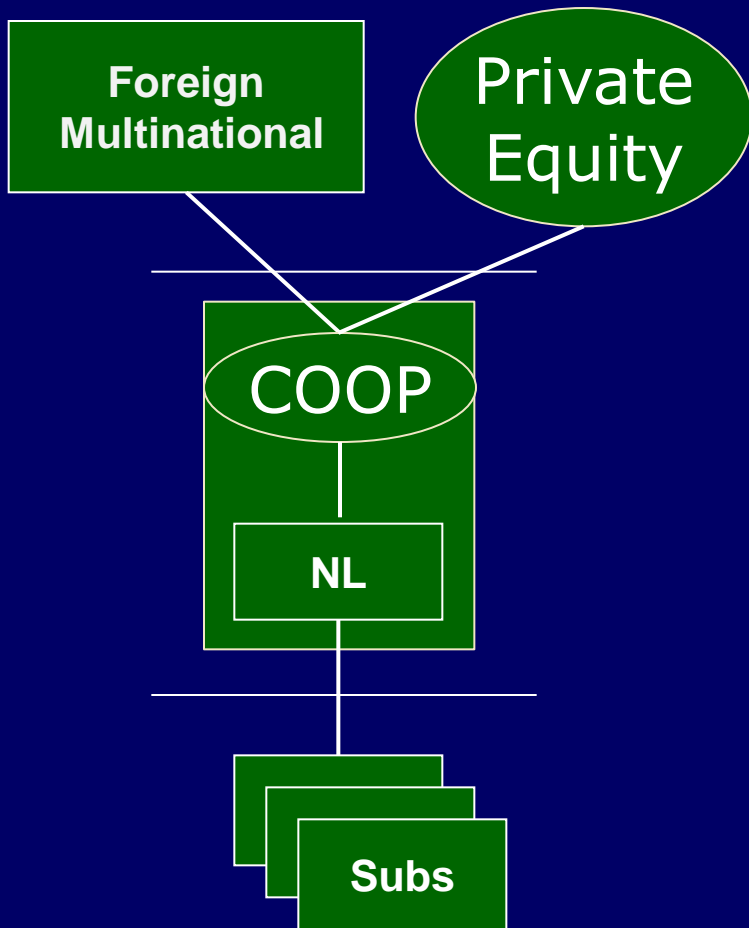 Foreign
Multinational
Private
Equity
COOP
NL
Subs